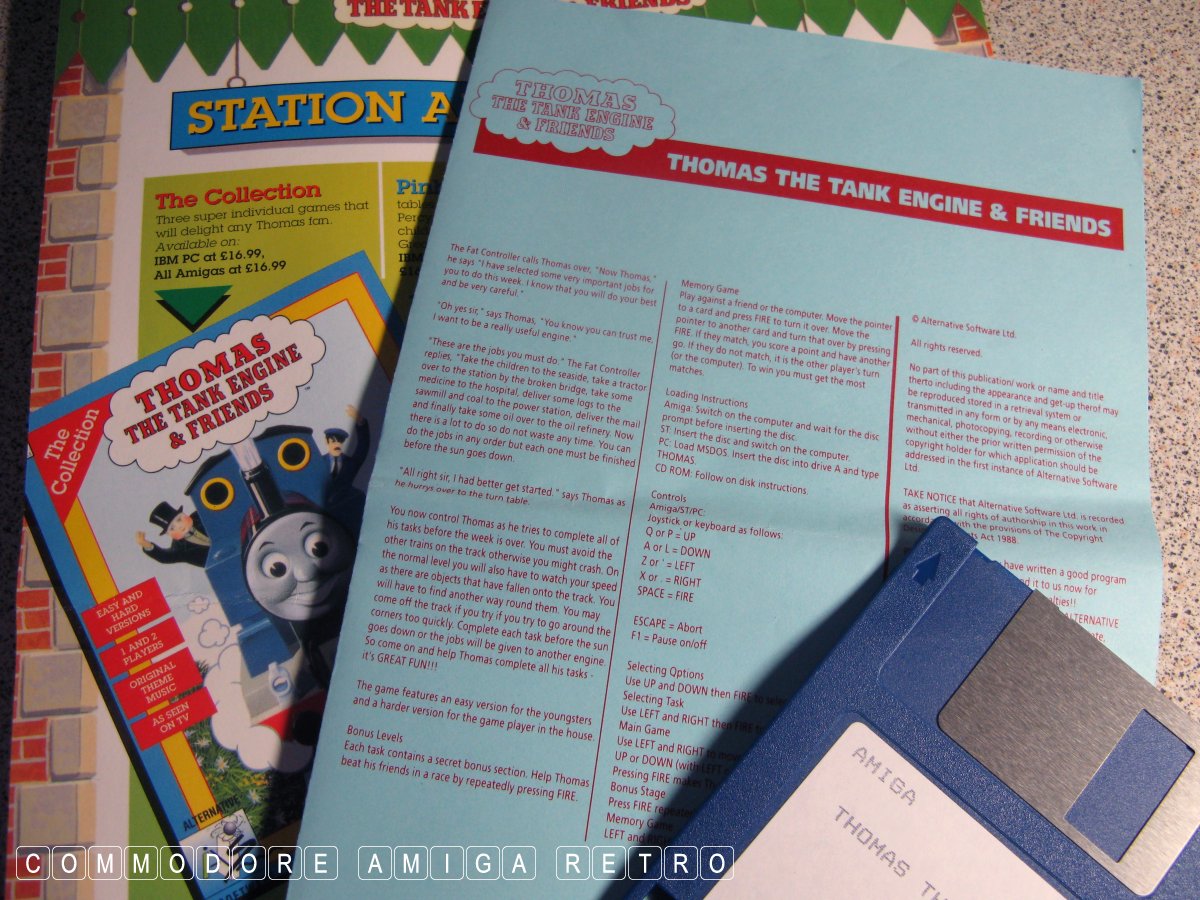 THE TANK ENGINE & FRIENDS
STATION A
The Collection
Three super individual games that
will delight any Thomas fan.
Available on:
IBM PC at £16.99,
All Amigas at £16.99
Pin
tables
Percy
child
IBM
The
Collection
THOMAS
THE TANK ENGINE
& FRIENDS
EASY AND
HARD
VERSIONS
1 AND 2
PLAYERS
ORIGINAL
THEME
MUSIC
AS SEEN
ON TV
ALTERNATIVE
THOMAS
THE TANK ENGINE
& FRIENDS
THOMAS THE TANK ENGINE & FRIENDS
The Fat Controller calls Thomas over, "Now Thomas,"
he says "I have selected some very important jobs for
you to do this week. I know that you will do your best
and be very careful."
"Oh yes sir," says Thomas, "You know you can trust me,
I want to be a really useful engine."
"These are the jobs you must do." The Fat Controller
replies, "Take the children to the seaside, take a tractor
over to the station by the broken bridge, take some
medicine to the hospital, deliver some logs to the
sawmill and coal to the power station, deliver the mail
and finally take some oil over to the oil refinery. Now
there is a lot to do so do not waste any time. You can
do the jobs in any order but each one must be finished
before the sun goes down.
"All right sir, I had better get started." says Thomas as
he hurrys over to the turn table.
You now control Thomas as he tries to complete all of
his tasks before the week is over. You must avoid the
other trains on the track otherwise you might crash. On
the normal level you will also have to watch your speed
as there are objects that have fallen onto the track. You
will have to find another way round them. You may
come off the track if you try to go around the
corners too quickly. Complete each task before the sun
goes down or the jobs will be given to another engine.
So come on and help Thomas complete all his tasks -
it's GREAT FUN!!!
The game features an easy version for the youngsters
and a harder version for the game player in the house.
Bonus Levels
Each task contains a secret bonus section. Help Thomas
beat his friends in a race by repeatedly pressing FIRE.
Memory Game
Play against a friend or the computer. Move the pointer
to a card and press FIRE to turn it over. Move the
pointer to another card and turn that over by pressing
FIRE. If they match, you score a point and have another
go. If they do not match, it is the other player's turn
(or the computer). To win you must get the most
matches.
Loading Instructions
Amiga: Switch on the computer and wait for the disc
prompt before inserting the disc.
ST: Insert the disc and switch on the computer.
PC: Load MSDOS. Insert the disc into drive A and type
THOMAS.
CD ROM: Follow on disk instructions.
Controls
Amiga/ST/PC:
Joystick or keyboard as follows:
Q or P = UP
A or L = DOWN
Z or ' = LEFT
X or . = RIGHT
SPACE = FIRE
ESCAPE = Abort
F1 = Pause on/off
Selecting Options
Use UP and DOWN then FIRE to sele
Selecting Task
Use LEFT and RIGHT then FIRE t
Main Game
Use LEFT and RIGHT to mov
UP or DOWN (with LEFT o
Pressing FIRE makes Th
Bonus Stage
Press FIRE repeate
Memory Game
LEFT and RIGH
© Alternative Software Ltd.
All rights reserved.
No part of this publication/ work or name and title
therto including the appearance and get-up therof may
be reproduced stored in a retrieval system or
transmitted in any form or by any means electronic,
mechanical, photocopying, recording or otherwise
without either the prior written permission of the
copyright holder for which application should be
addressed in the first instance of Alternative Software
Ltd.
TAKE NOTICE that Alternative Software Ltd. is recorded
as asserting all rights of authorship in this work in
accorda with the provisions of The Copyright
ts Act 1988.
have written a good program
d it to us now for
alties!!
ALTERNATIVE
AMIGA
THOMAS TH
COMMODORE AMIGA RETRO